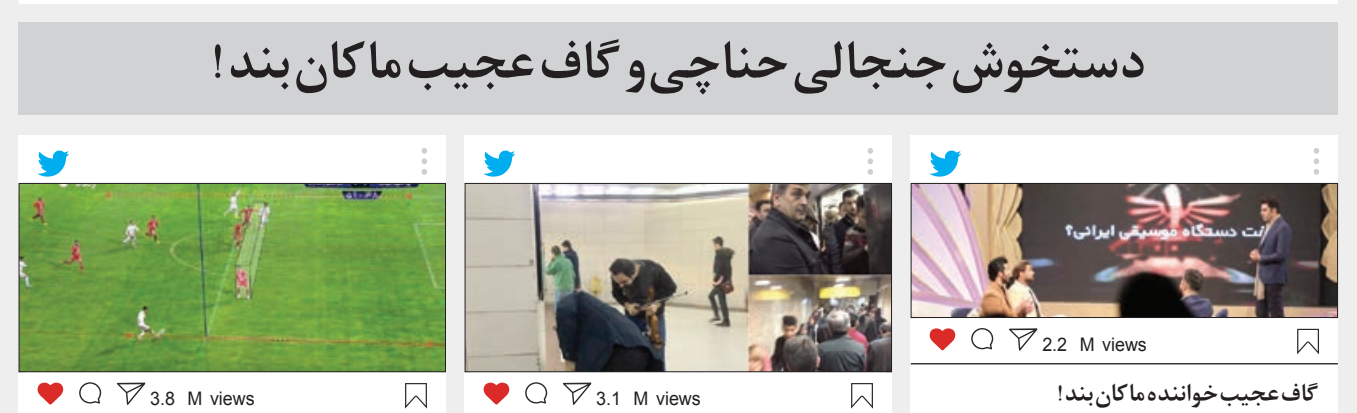 دستخوش جنجالی حناچی و گاف عجیب ماکان‌بند!
دستگاه موسیقی ایرانی؟
2.2 M views
گاف عجیب خواننده ماکان‌بند!
3.1 M views
3.8 M views